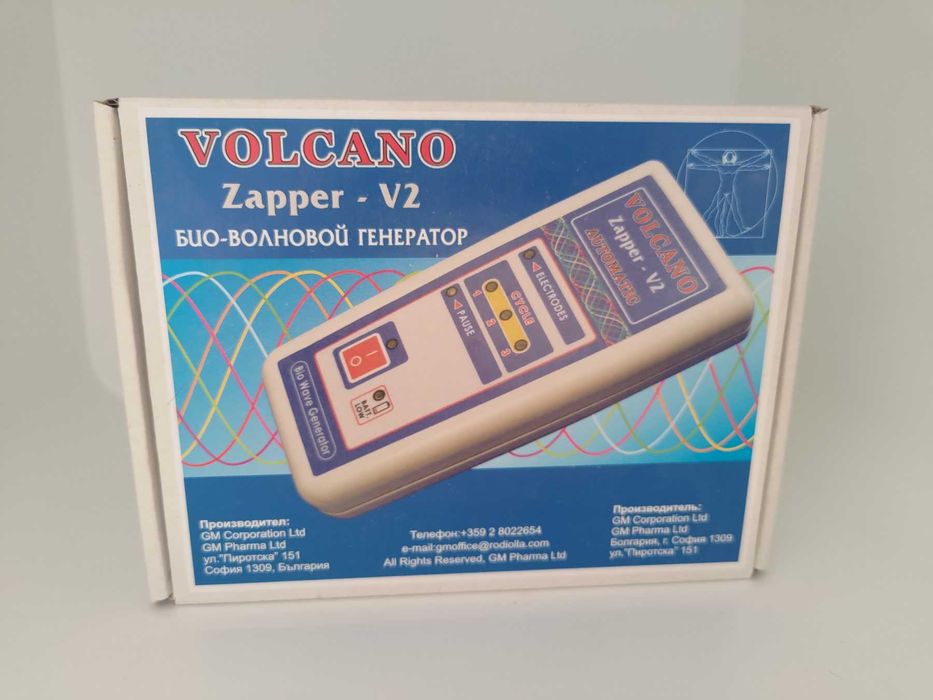 VOLCANO
Zapper - V2
БИО-ВОЛНОВОЙ ГЕНЕРАТОР
VOLCANO
Zapper - V2
AUTOMATIC
ELECTRODES
CYCLE
1
2
3
PAUSE
I
O
BATT.
LOW
Bio Wave Generator
Производител:
GM Corporation Ltd
GM Pharma Ltd
ул."Пиротска" 151
София 1309, България
Телефон:+359 2 8022654
e-mail:gmoffice@rodiolla.com
All Rights Reserved, GM Pharma Ltd
Производитель:
GM Corporation Ltd
GM Pharma Ltd
Болгария, г. София 1309
ул."Пиротска" 151